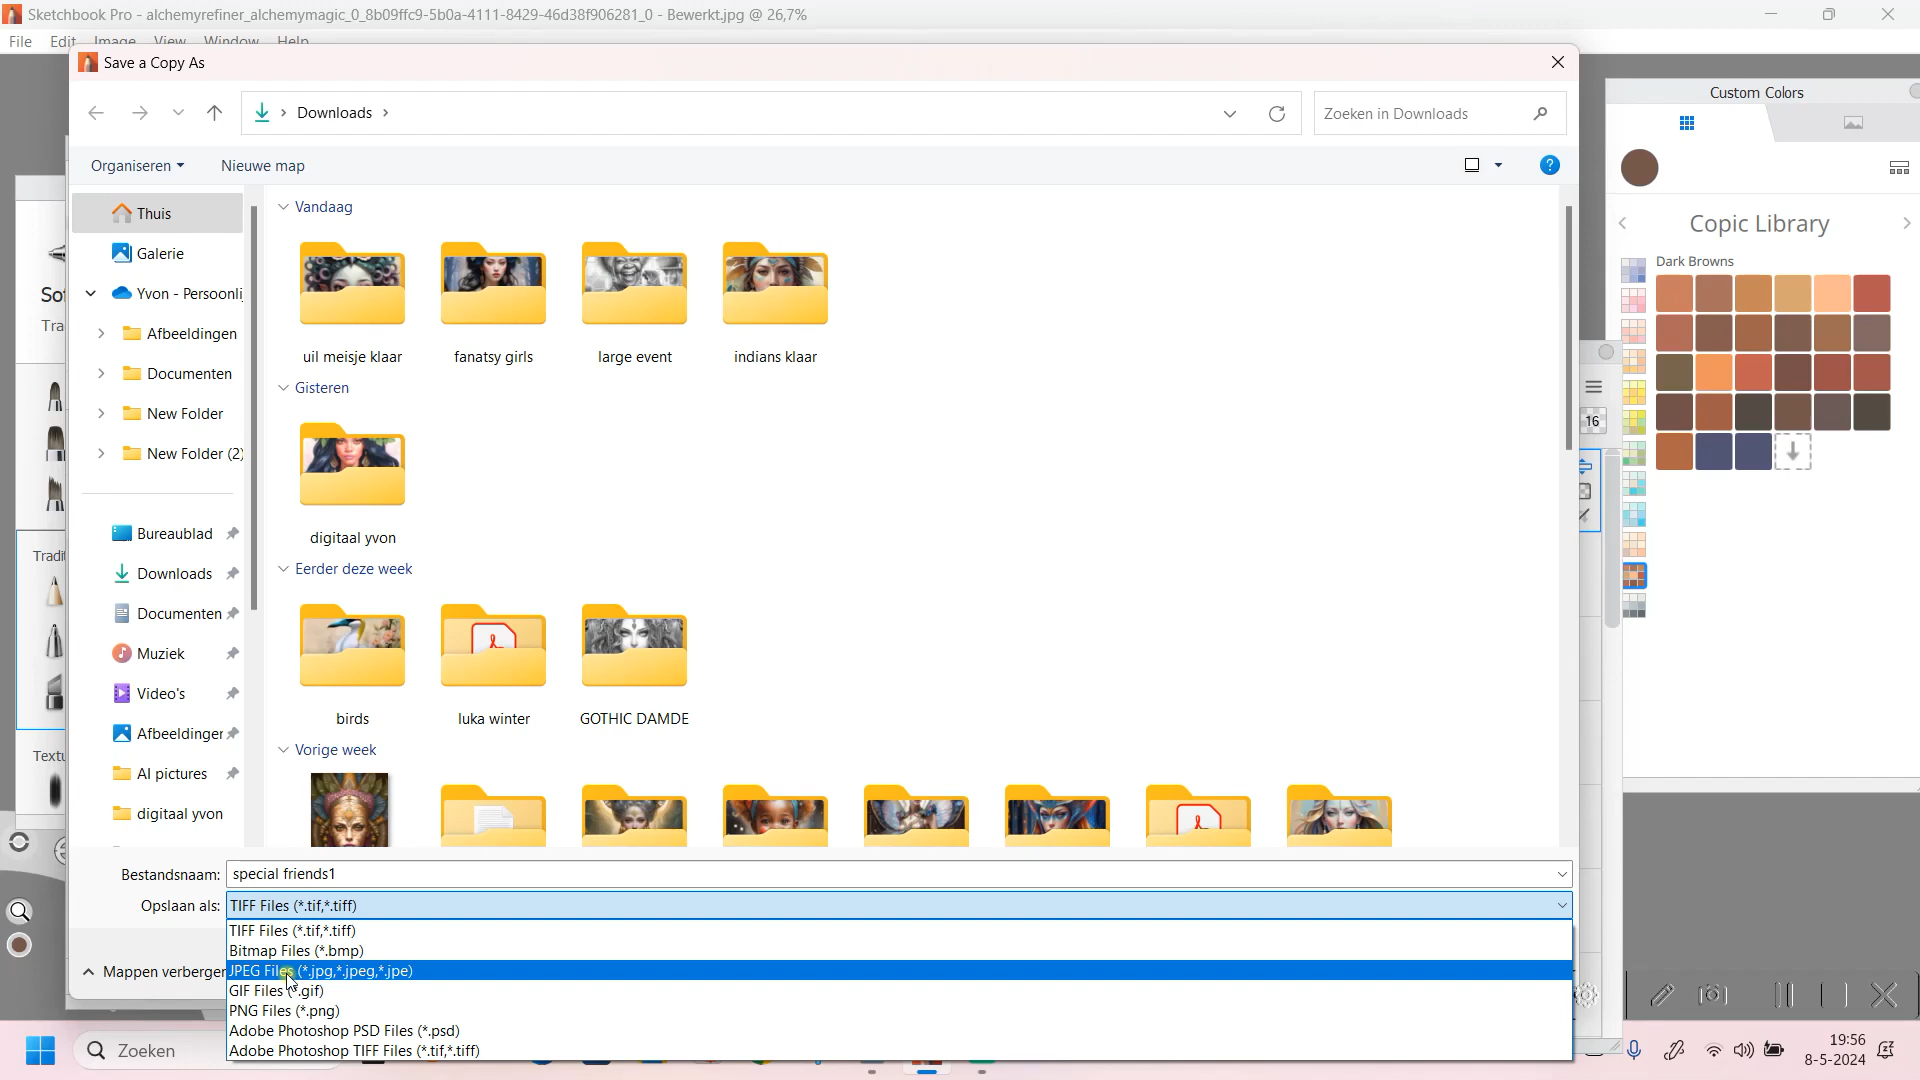 Sketchbook Pro - alchemyrefiner_alchemymagic_0_8b09ffc9-5b0a-4111-8429-46d38f906281_0 - Bewerkt.jpg @ 26,7%
File Edit Image View Window Help
Save a Copy As
Custom Colors
Downloads
Zoeken in Downloads
Organiseren
Nieuwe map
Thuis
Galerie
Yvon - Persoonli
Afbeeldingen
Documenten
New Folder
New Folder (2)
Bureaublad
Downloads
Documenten
Muziek
Video's
Afbeeldingen
AI pictures
digitaal yvon
Vandaag
uil meisje klaar
fanatsy girls
large event
indians klaar
Gisteren
digitaal yvon
Eerder deze week
birds
luka winter
GOTHIC DAMDE
Vorige week
Copic Library
Dark Browns
16
Tradi
Textu
Bestandsnaam: special friends1
Opslaan als: TIFF Files (*.tif,*.tiff)
TIFF Files (*.tif,*.tiff)
Bitmap Files (*.bmp)
JPEG Files (*.jpg,*.jpeg,*.jpe)
GIF Files (*.gif)
PNG Files (*.png)
Adobe Photoshop PSD Files (*.psd)
Adobe Photoshop TIFF Files (*.tif,*.tiff)
Mappen verberger
Zoeken
19:56
8-5-2024